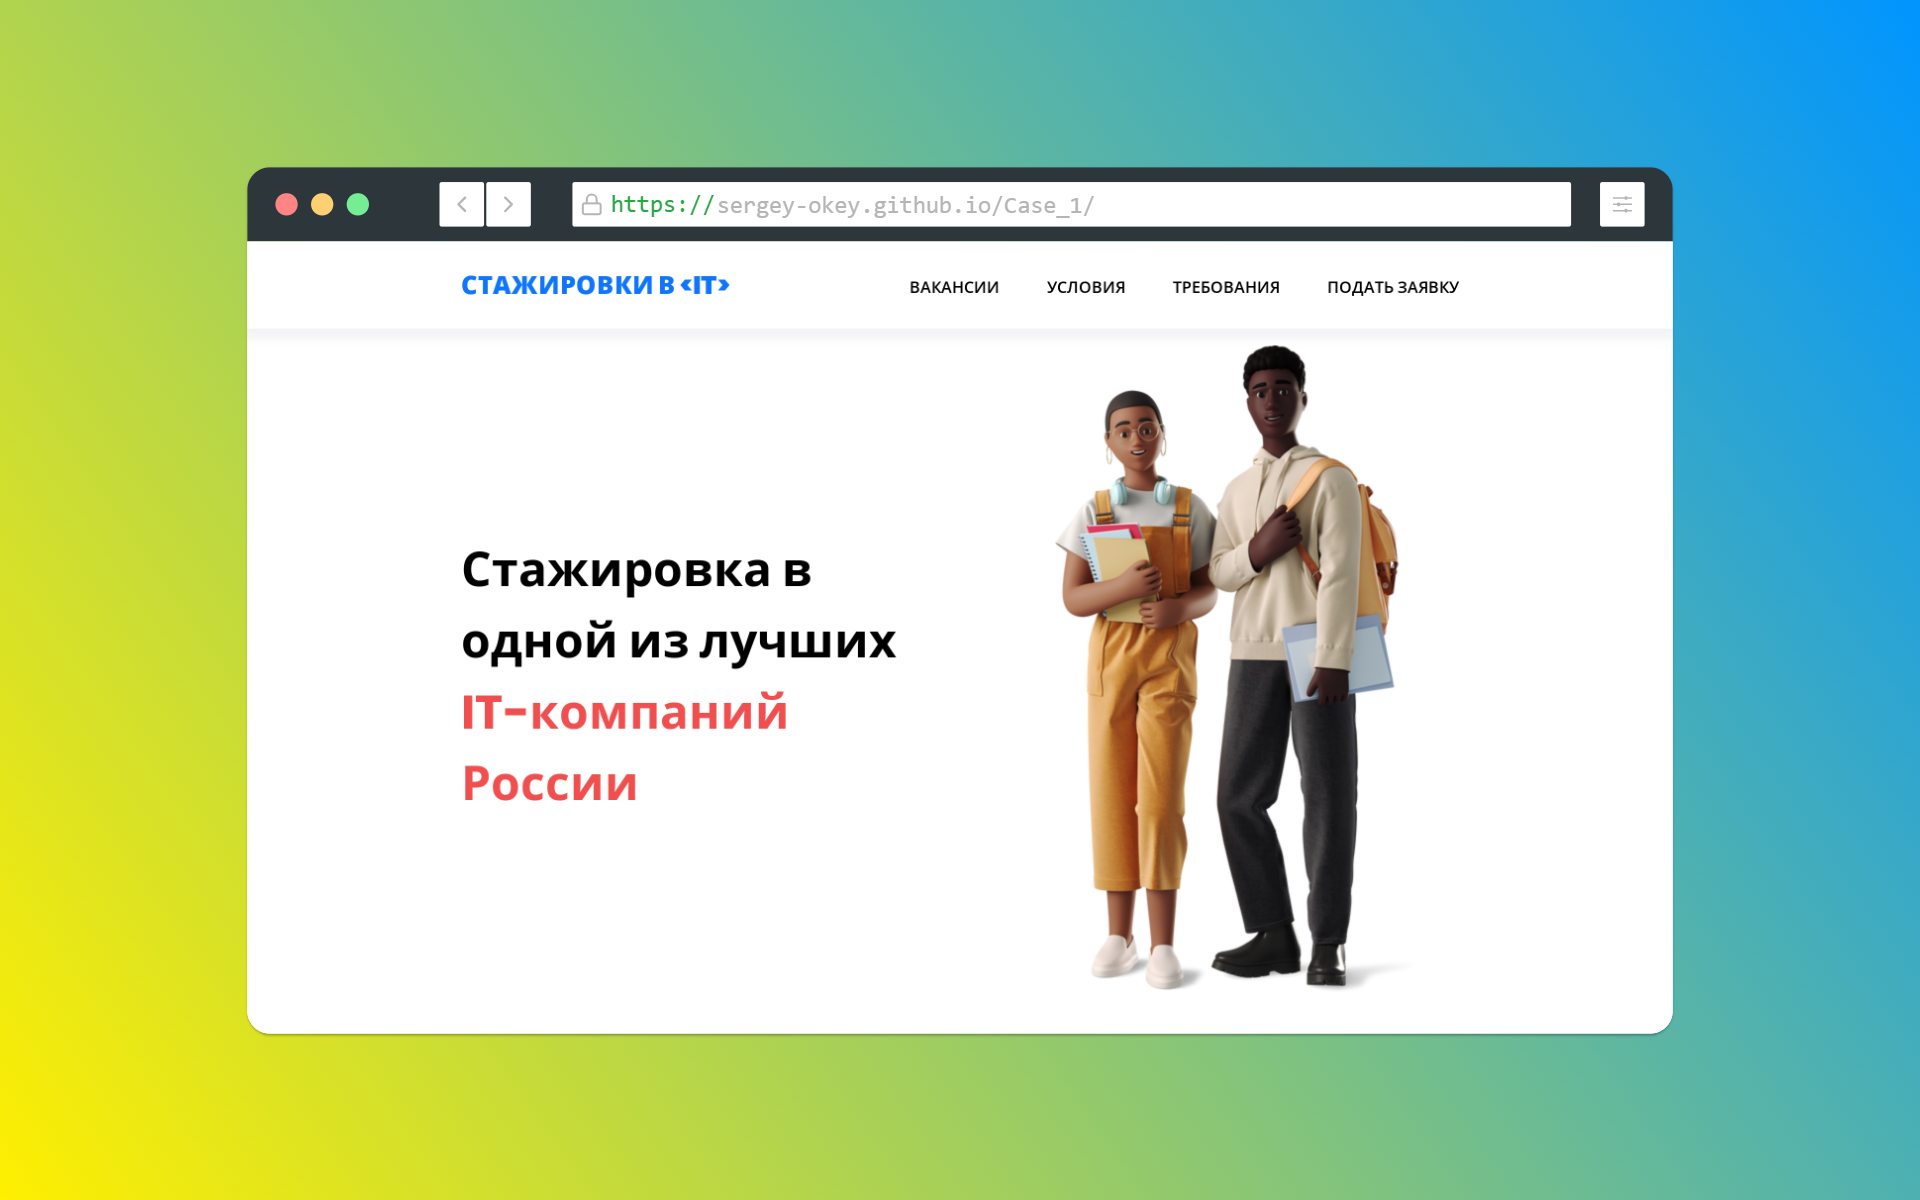 https://sergey-okey.github.io/Case_1/
СТАЖИРОВКИ В <IT>
ВАКАНСИИ УСЛОВИЯ ТРЕБОВАНИЯ ПОДАТЬ ЗАЯВКУ
Стажировка в
одной из лучших
IT-компаний
России